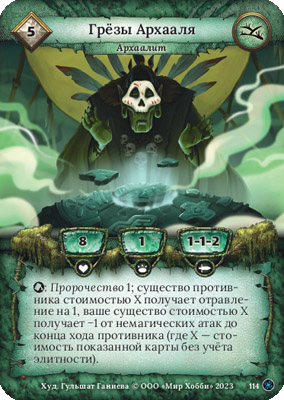 5
Грёзы Архааля
Архаалит
8
1
1-1-2
: Пророчество 1; существо против-
ника стоимостью X получает отравле-
ние на 1, ваше существо стоимостью X
получает −1 от немагических атак до
конца хода противника (где X — сто-
имость показанной карты без учёта
элитности).
Худ. Гульшат Ганиева © ООО «Мир Хобби» 2023
114